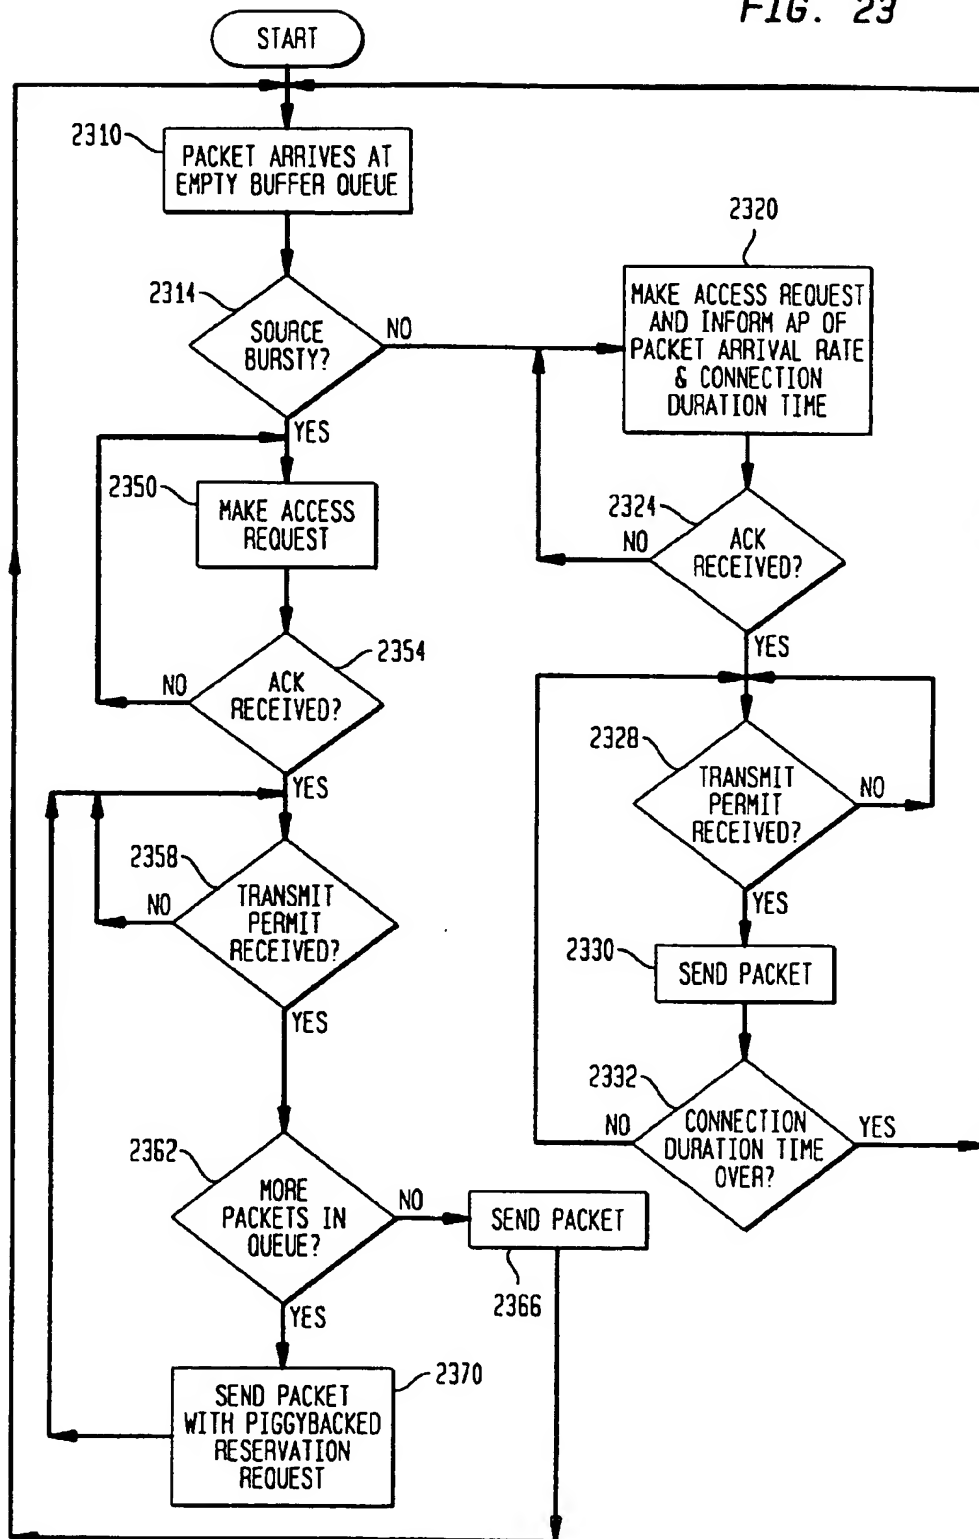 FIG. 23
START
2310
PACKET ARRIVES AT
EMPTY BUFFER QUEUE
2314
SOURCE
BURSTY?
NO
YES
2320
MAKE ACCESS REQUEST
AND INFORM AP OF
PACKET ARRIVAL RATE
& CONNECTION
DURATION TIME
2324
ACK
RECEIVED?
NO
YES
2328
TRANSMIT
PERMIT
RECEIVED?
NO
YES
2330
SEND PACKET
2332
CONNECTION
DURATION TIME
OVER?
NO
YES
2350
MAKE ACCESS
REQUEST
2354
ACK
RECEIVED?
NO
YES
2358
TRANSMIT
PERMIT
RECEIVED?
NO
YES
2362
MORE
PACKETS IN
QUEUE?
NO
YES
SEND PACKET
2366
2370
SEND PACKET
WITH PIGGYBACKED
RESERVATION
REQUEST